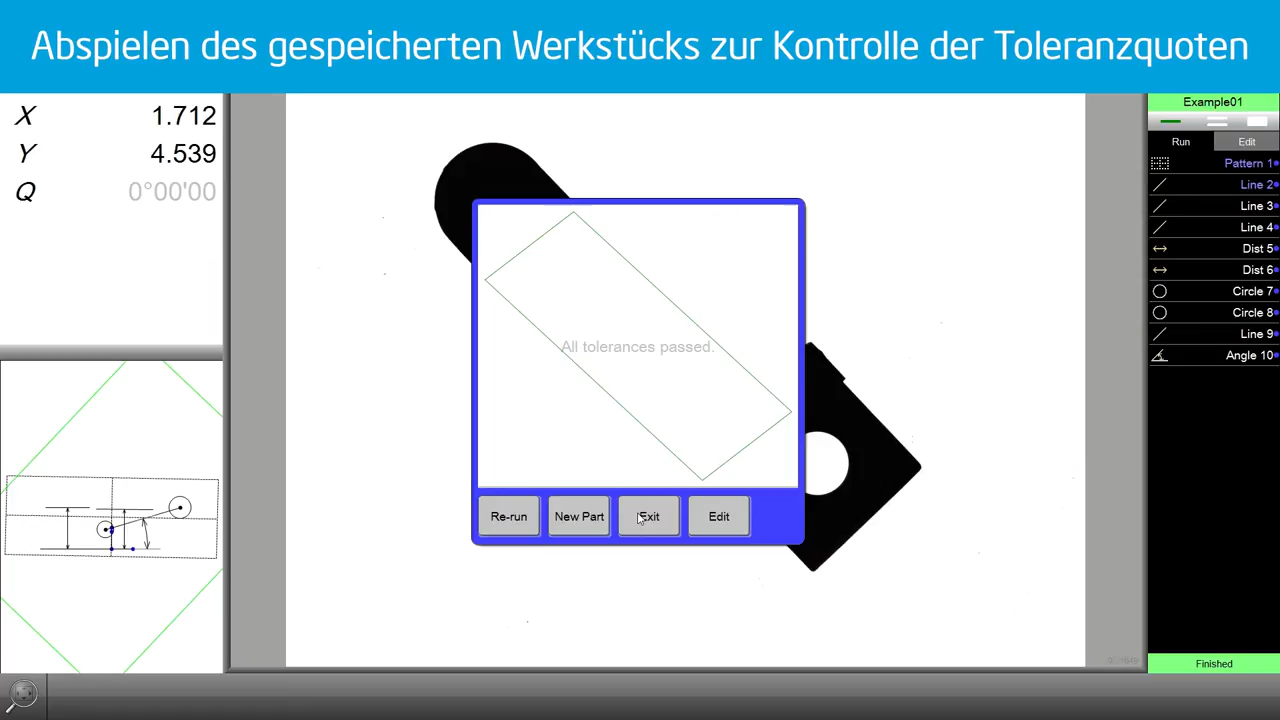 Abspielen des gespeicherten Werkstücks zur Kontrolle der Toleranzquoten
X 1.712
Y 4.539
Q 0°00'00
All tolerances passed.
Re-run New Part Exit Edit
Example01
Run Edit
Pattern 1
Line 2
Line 3
Line 4
Dist 5
Dist 6
Circle 7
Circle 8
Line 9
Angle 10
Finished